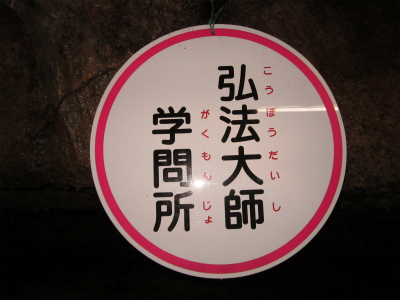 弘法大師
こうぼうだいし
学問所
がくもんじょ